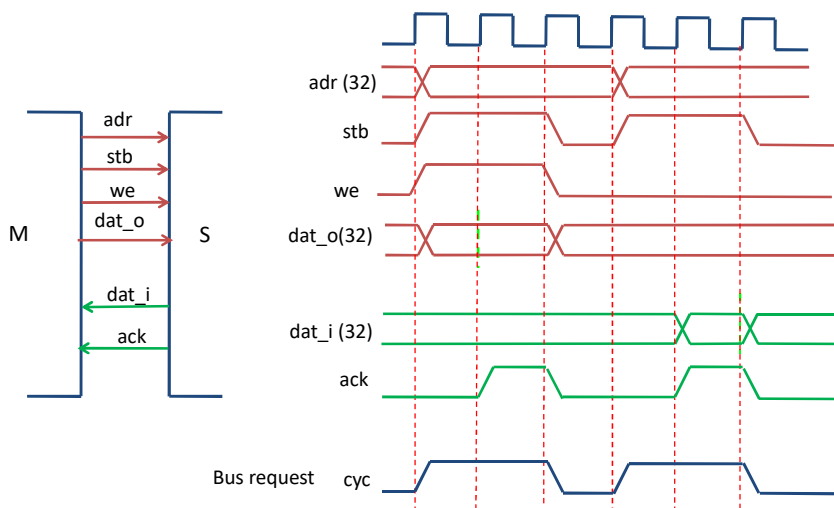 adr
stb
we
dat_o
M
S
dat_i
ack
adr (32)
stb
we
dat_o(32)
dat_i (32)
ack
Bus request cyc